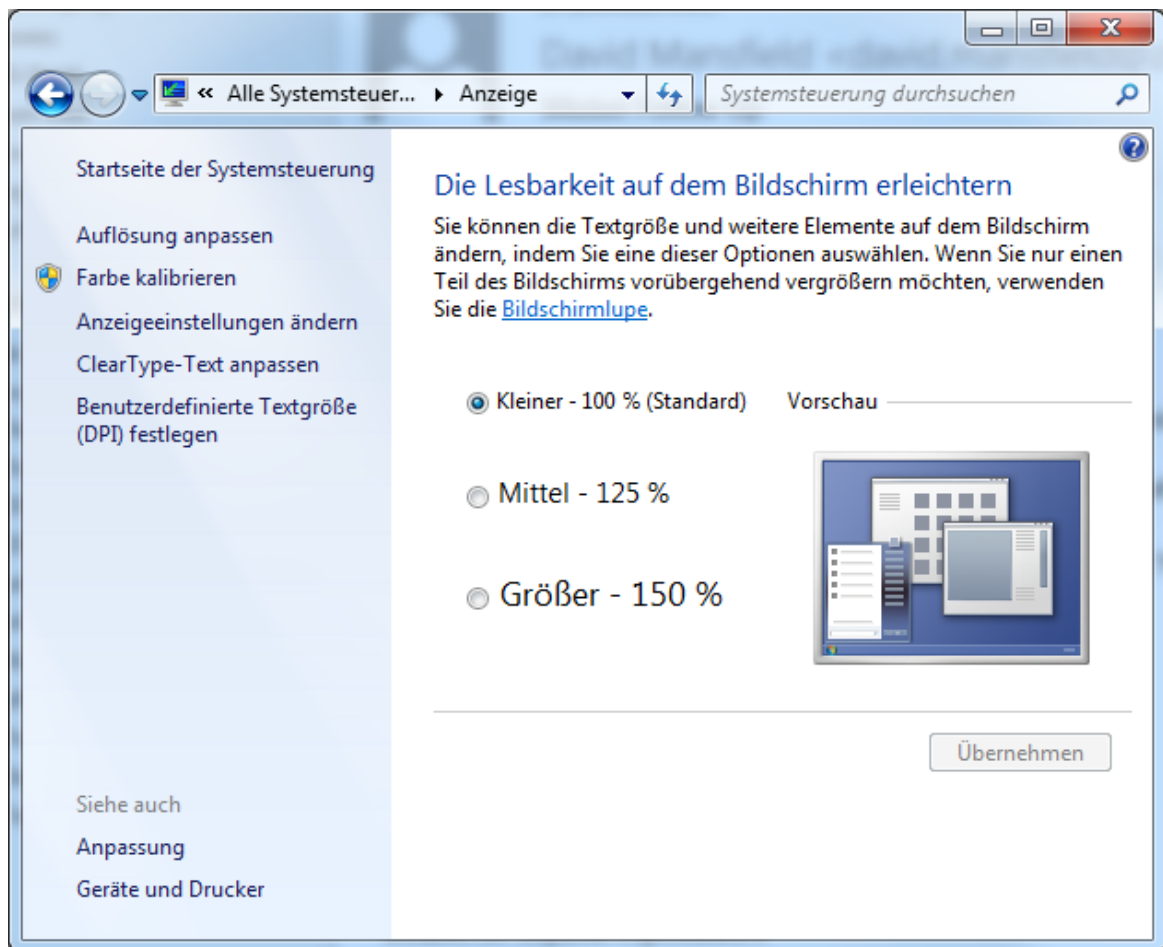 David Mansfield <david
« Alle Systemsteuer... ▸ Anzeige
Systemsteuerung durchsuchen
Startseite der Systemsteuerung
Auflösung anpassen
Farbe kalibrieren
Anzeigeeinstellungen ändern
ClearType-Text anpassen
Benutzerdefinierte Textgröße
(DPI) festlegen
Siehe auch
Anpassung
Geräte und Drucker
Die Lesbarkeit auf dem Bildschirm erleichtern
Sie können die Textgröße und weitere Elemente auf dem Bildschirm
ändern, indem Sie eine dieser Optionen auswählen. Wenn Sie nur einen
Teil des Bildschirms vorübergehend vergrößern möchten, verwenden
Sie die Bildschirmlupe.
Kleiner - 100 % (Standard)
Vorschau
Mittel - 125 %
Größer - 150 %
Übernehmen